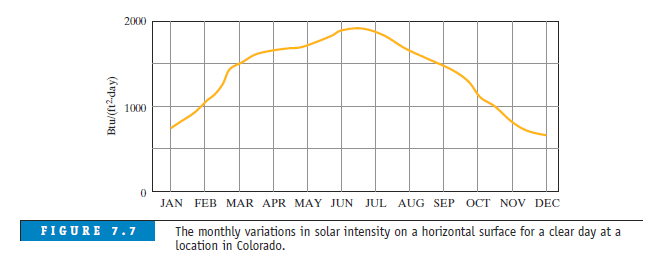 2000
Btu/(ft²-day)
1000
0
JAN FEB MAR APR MAY JUN JUL AUG SEP OCT NOV DEC
FIGURE 7.7
The monthly variations in solar intensity on a horizontal surface for a clear day at a
location in Colorado.